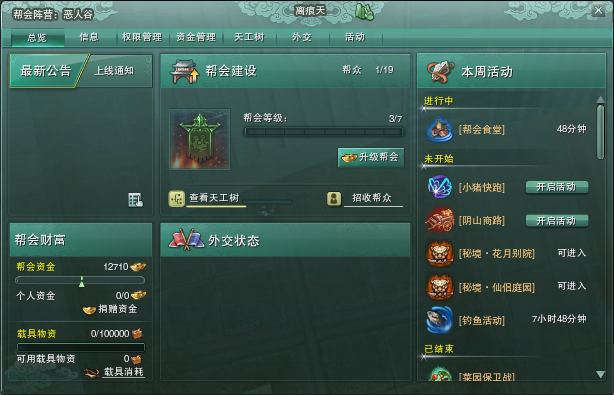 帮会阵营：恶人谷
离痕天
总览 信息 权限管理 资金管理 天工树 外交 活动
最新公告 上线通知
帮会建设 帮众 1/19
帮会等级： 3/7
升级帮会
查看天工树 招收帮众
帮会财富
帮会资金 12710
个人资金 0/0
捐赠资金
载具物资 0/100000
可用载具物资 0
载具消耗
外交状态
本周活动
进行中
[帮会食堂] 48分钟
未开始
[小猪快跑] 开启活动
[阴山商路] 开启活动
[秘境·花月别院] 可进入
[秘境·仙侣庭园] 可进入
[钓鱼活动] 7小时48分钟
已结束
[菜园保卫战]